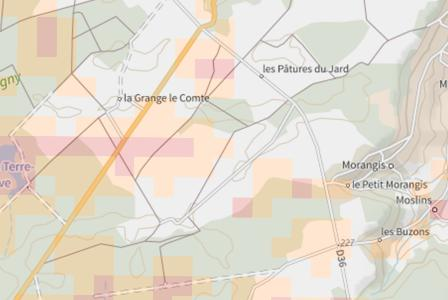 les Pâtures du Jard
gny
la Grange le Comte
M
Morangis
Terre-
ve
le Petit Morangis
Moslins
les Buzons
227
D36